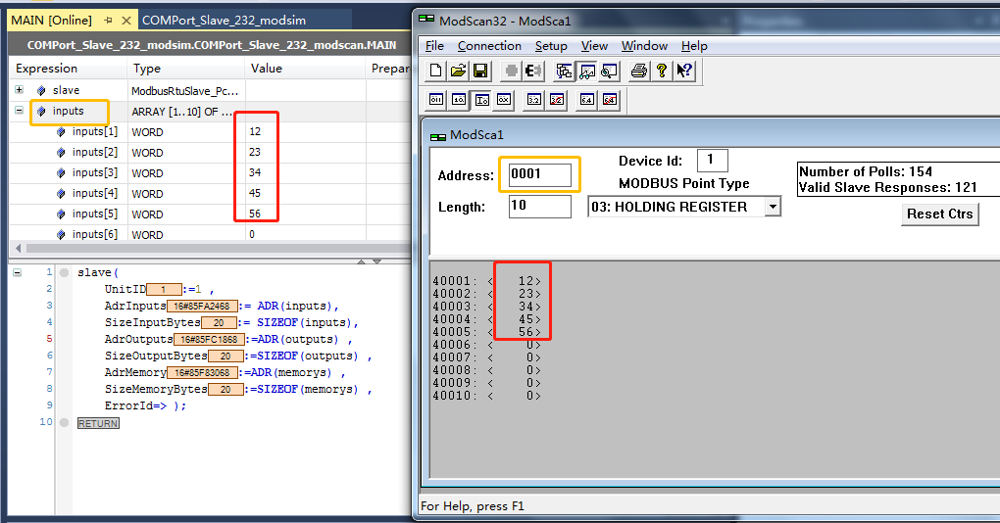 MAIN [Online]
COMPort_Slave_232_modsim
COMPort_Slave_232_modsim.COMPort_Slave_232_modscan.MAIN
Expression Type Value Prepar
slave ModbusRtuSlave_Pc...
inputs ARRAY [1..10] OF ...
inputs[1] WORD 12
inputs[2] WORD 23
inputs[3] WORD 34
inputs[4] WORD 45
inputs[5] WORD 56
inputs[6] WORD 0
1 slave(
2 UnitID 1 :=1 ,
3 AdrInputs 16#85FA2468 := ADR(inputs),
4 SizeInputBytes 20 := SIZEOF(inputs),
5 AdrOutputs 16#85FC1868 :=ADR(outputs) ,
6 SizeOutputBytes 20 :=SIZEOF(outputs) ,
7 AdrMemory 16#85F83068 :=ADR(memorys) ,
8 SizeMemoryBytes 20 :=SIZEOF(memorys) ,
9 ErrorId=> );
10 RETURN
ModScan32 - ModSca1
Properties
File Connection Setup View Window Help
ModSca1
Address: 0001
Device Id: 1
MODBUS Point Type
Length: 10
03: HOLDING REGISTER
Number of Polls: 154
Valid Slave Responses: 121
Reset Ctrs
40001: < 12>
40002: < 23>
40003: < 34>
40004: < 45>
40005: < 56>
40006: < 0>
40007: < 0>
40008: < 0>
40009: < 0>
40010: < 0>
For Help, press F1